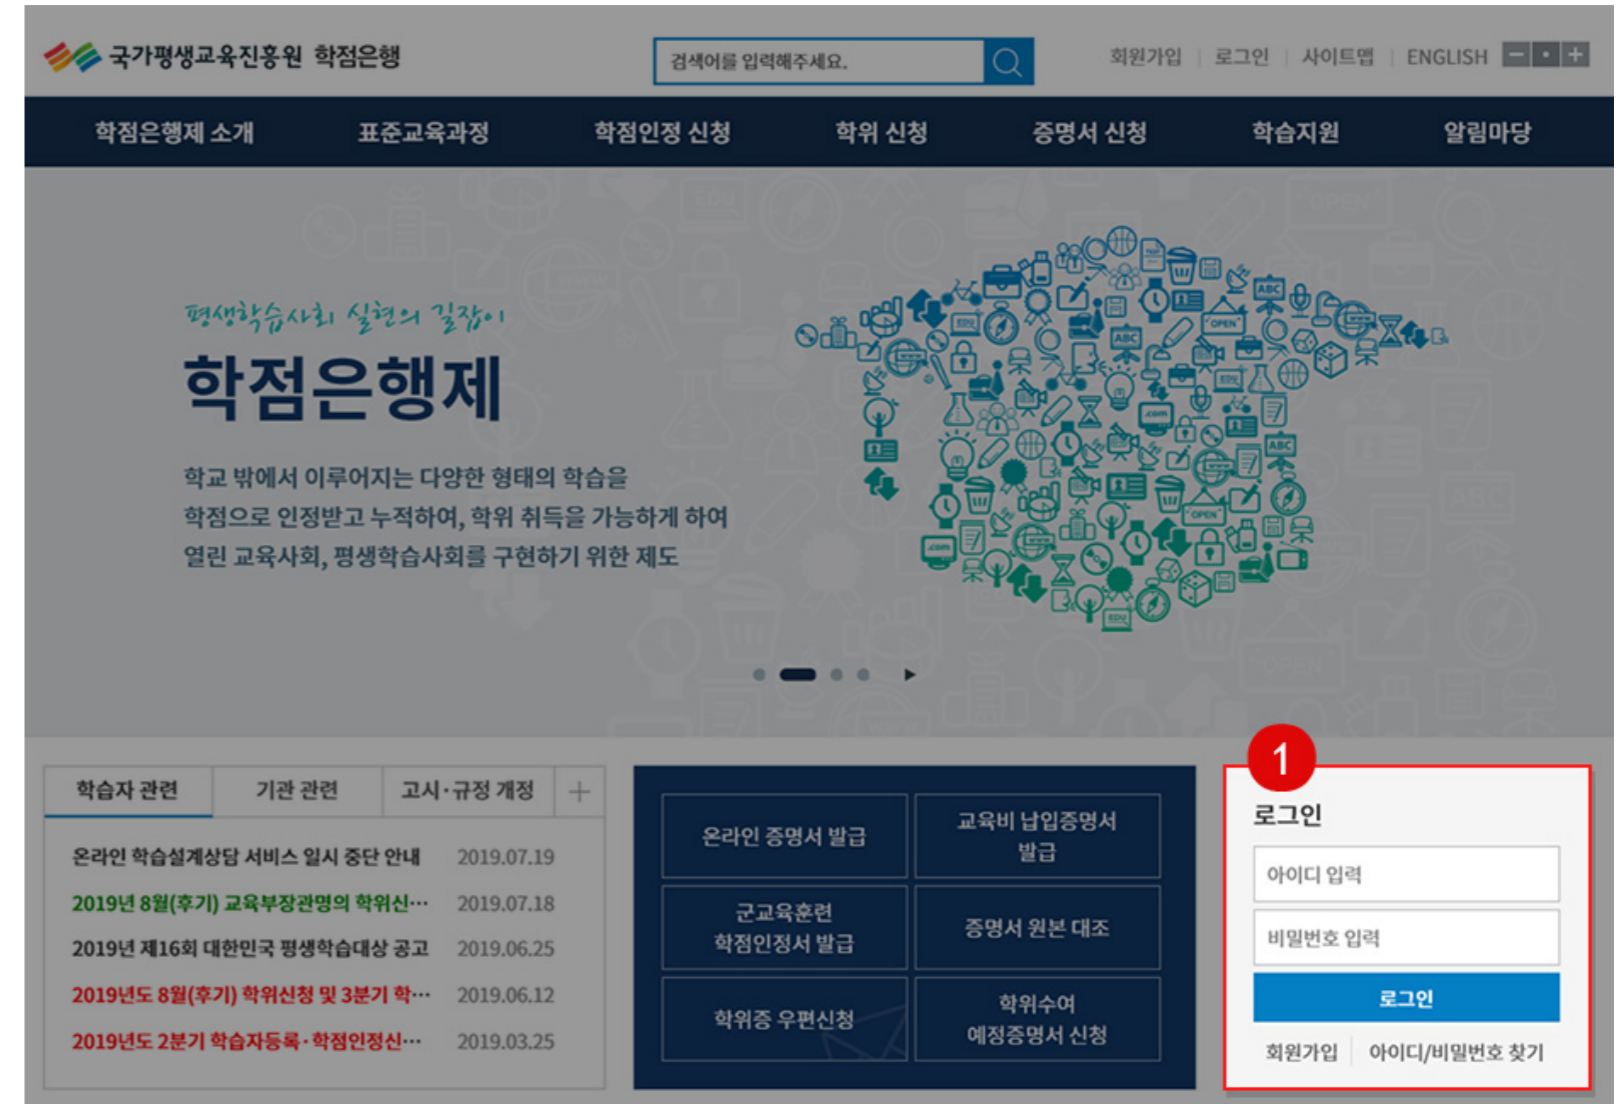 국가평생교육진흥원 학점은행
검색어를 입력해주세요.
회원가입 | 로그인 | 사이트맵 | ENGLISH
학점은행제 소개
표준교육과정
학점인정 신청
학위 신청
증명서 신청
학습지원
알림마당
평생학습사회 실현의 길잡이
학점은행제
학교 밖에서 이루어지는 다양한 형태의 학습을
학점으로 인정받고 누적하여, 학위 취득을 가능하게 하여
열린 교육사회, 평생학습사회를 구현하기 위한 제도
학습자 관련
기관 관련
고시·규정 개정
온라인 학습설계상담 서비스 일시 중단 안내 2019.07.19
2019년 8월(후기) 교육부장관명의 학위신… 2019.07.18
2019년 제16회 대한민국 평생학습대상 공고 2019.06.25
2019년도 8월(후기) 학위신청 및 3분기 학… 2019.06.12
2019년도 2분기 학습자등록·학점인정신… 2019.03.25
온라인 증명서 발급
교육비 납입증명서
발급
군교육훈련
학점인정서 발급
증명서 원본 대조
학위증 우편신청
학위수여
예정증명서 신청
1
로그인
아이디 입력
비밀번호 입력
로그인
회원가입
아이디/비밀번호 찾기